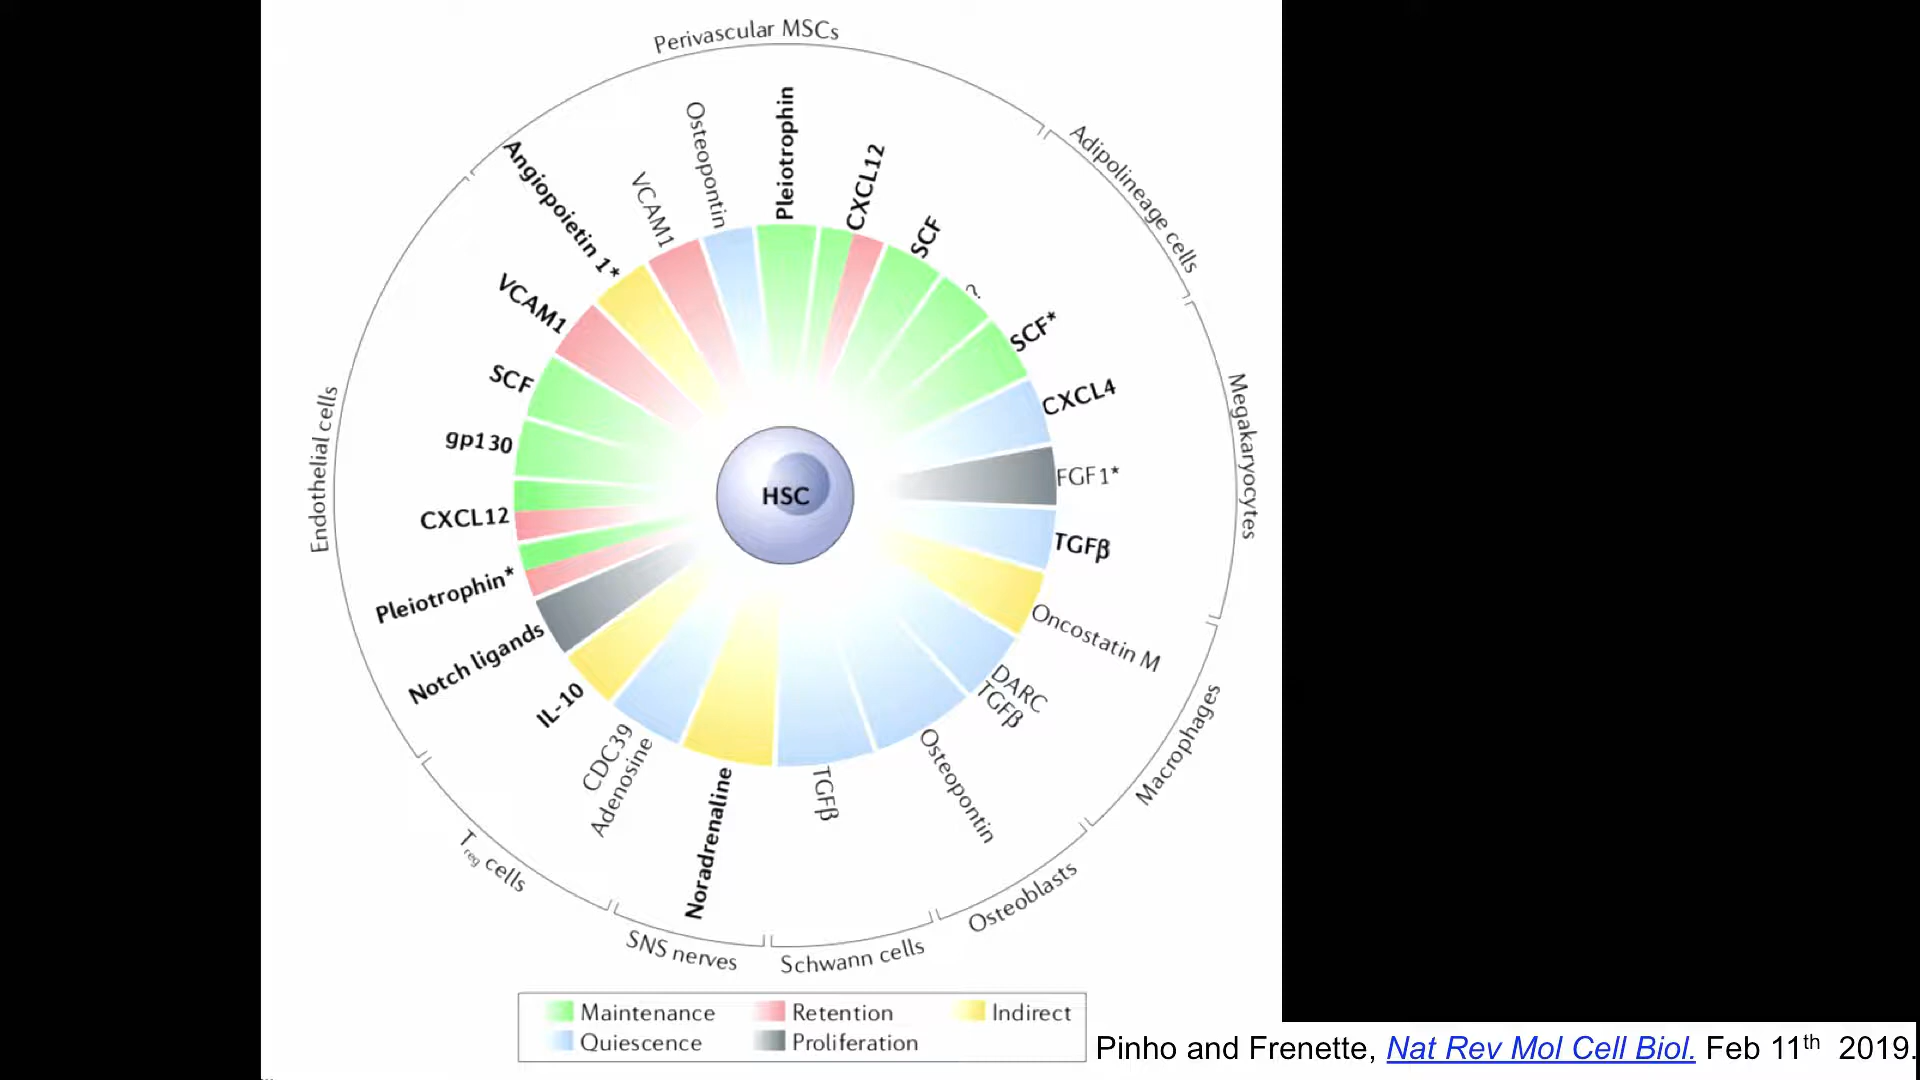 Perivascular MSCs
Adipolineage cells
Megakaryocytes
Macrophages
Osteoblasts
Schwann cells
SNS nerves
Treg cells
Endothelial cells
Angiopoietin 1*
VCAM1
Osteopontin
Pleiotrophin
CXCL12
SCF
?
SCF*
CXCL4
FGF1*
TGFβ
Oncostatin M
DARC
TGFβ
Osteopontin
TGFβ
Noradrenaline
CDC39
Adenosine
IL-10
Notch ligands
Pleiotrophin*
CXCL12
gp130
SCF
VCAM1
HSC
Maintenance
Retention
Indirect
Quiescence
Proliferation
Pinho and Frenette, Nat Rev Mol Cell Biol. Feb 11th 2019.